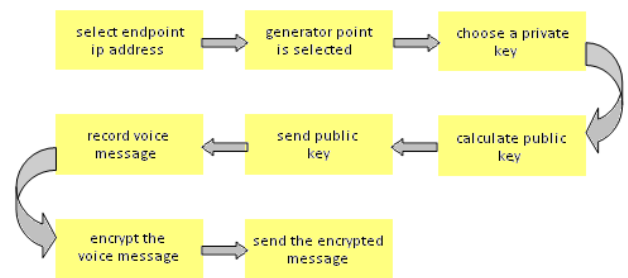 select endpoint
ip address
generator point
is selected
choose a private
key
calculate public
key
send public
key
record voice
message
encrypt the
voice message
send the encrypted
message